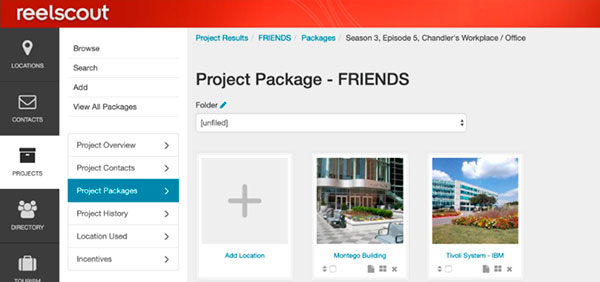 reelscout
LOCATIONS
CONTACTS
PROJECTS
DIRECTORY
TOURISM
Browse
Search
Add
View All Packages
Project Overview
Project Contacts
Project Packages
Project History
Location Used
Incentives
Project Results / FRIENDS / Packages / Season 3, Episode 5, Chandler's Workplace / Office
Project Package - FRIENDS
Folder
[unfiled]
Add Location
Montego Building
Tivoli System - IBM